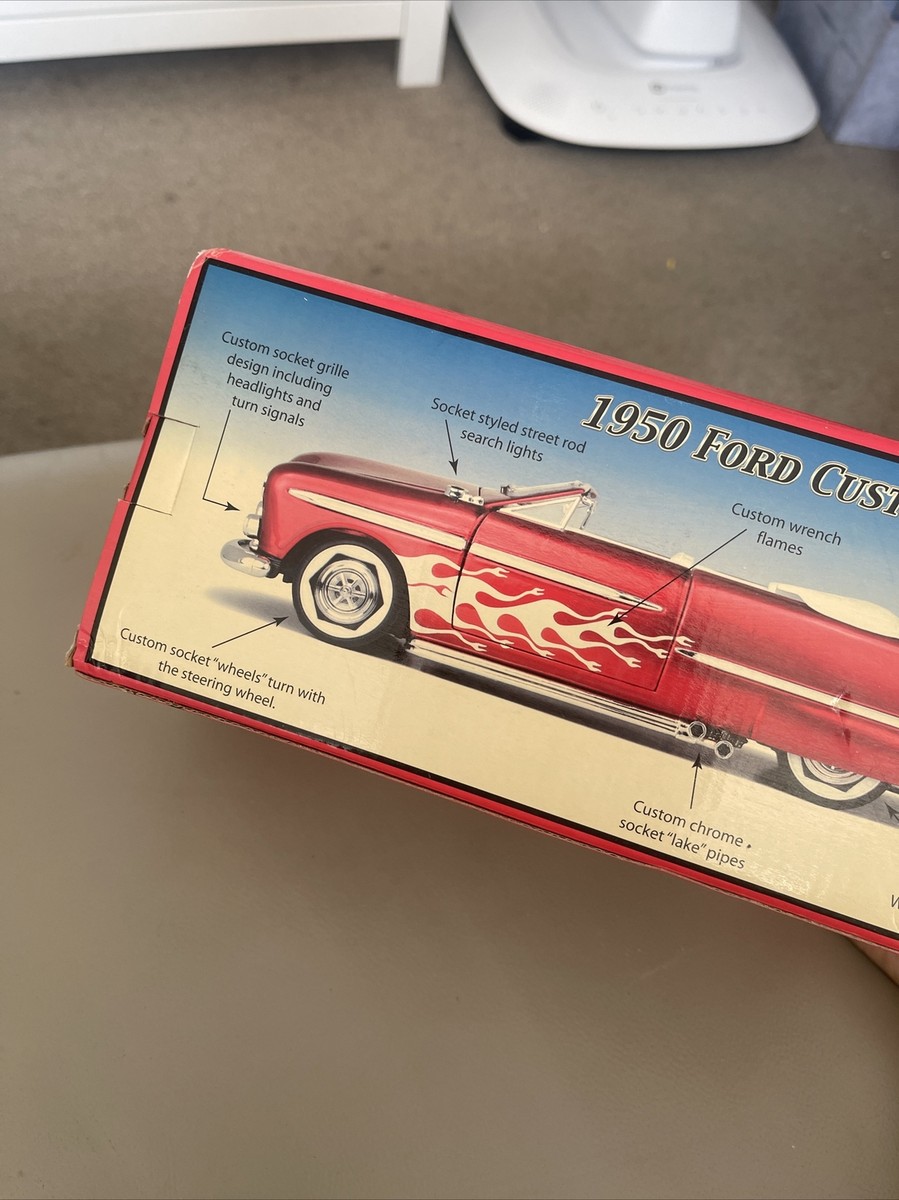 Custom socket grille
design including
headlights and
turn signals
Socket styled street rod
search lights
1950 FORD CUST
Custom wrench
flames
Custom socket "wheels" turn with
the steering wheel.
Custom chrome
socket "lake" pipes
W